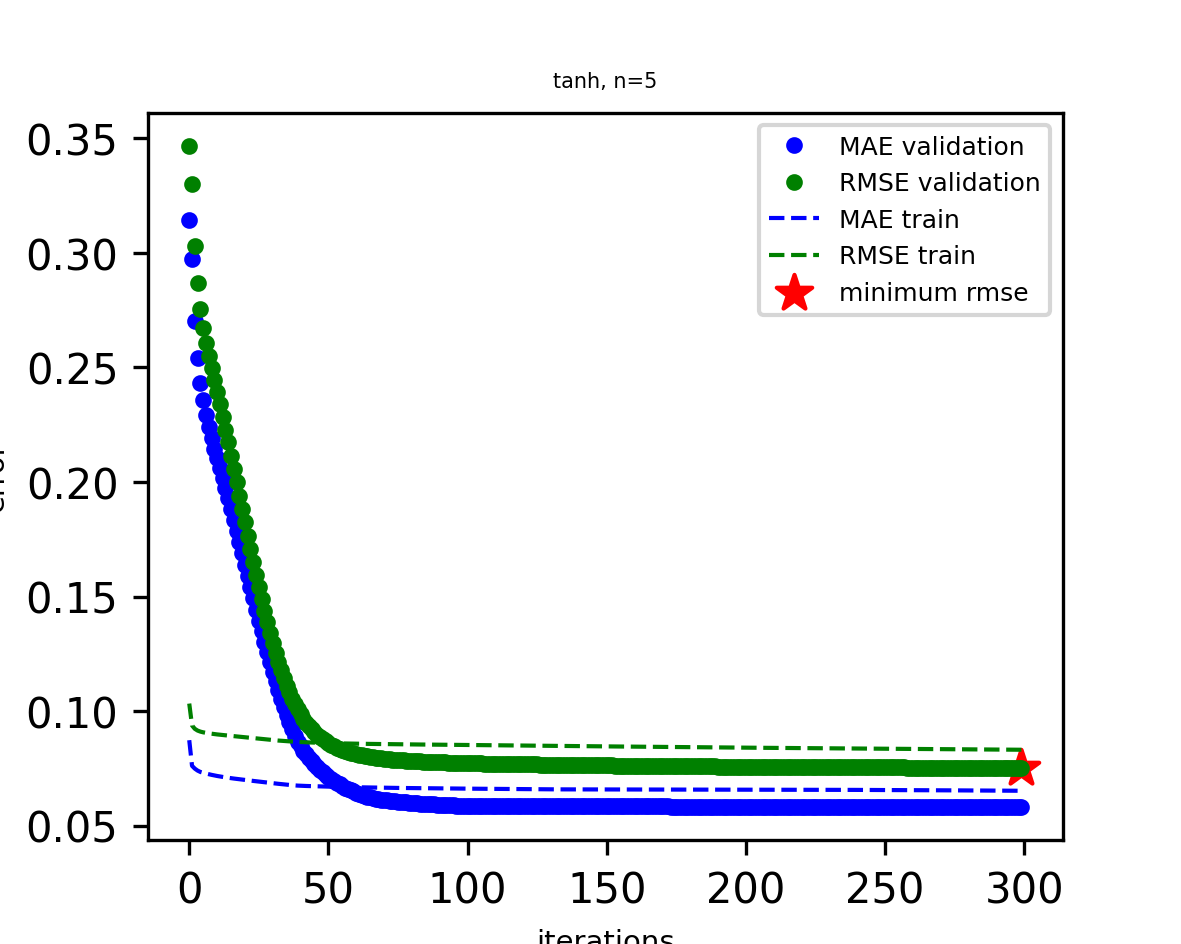 tanh, n=5
0.35
0.30
0.25
0.20
0.15
0.10
0.05
0
50
100
150
200
250
300
MAE validation
RMSE validation
MAE train
RMSE train
minimum rmse
iterations